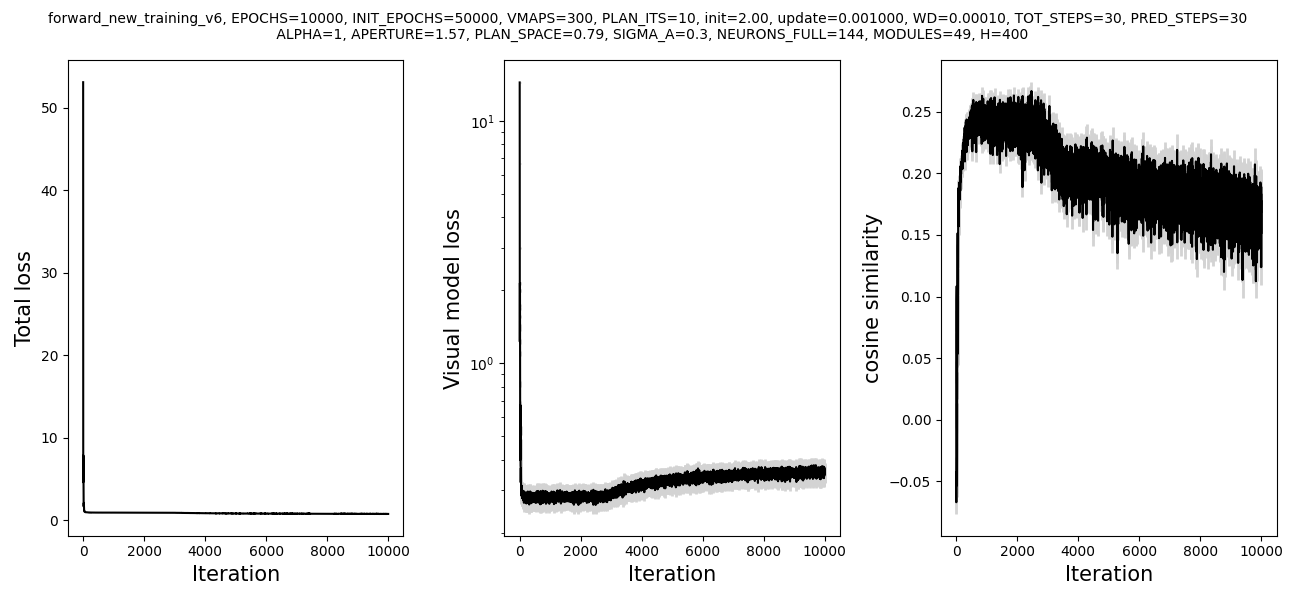 forward_new_training_v6, EPOCHS=10000, INIT_EPOCHS=50000, VMAPS=300, PLAN_ITS=10, init=2.00, update=0.001000, WD=0.00010, TOT_STEPS=30, PRED_STEPS=30
ALPHA=1, APERTURE=1.57, PLAN_SPACE=0.79, SIGMA_A=0.3, NEURONS_FULL=144, MODULES=49, H=400
Total loss
50
40
30
20
10
0
0 2000 4000 6000 8000 10000
Iteration
Visual model loss
10¹
10⁰
0 2000 4000 6000 8000 10000
Iteration
cosine similarity
0.25
0.20
0.15
0.10
0.05
0.00
−0.05
0 2000 4000 6000 8000 10000
Iteration